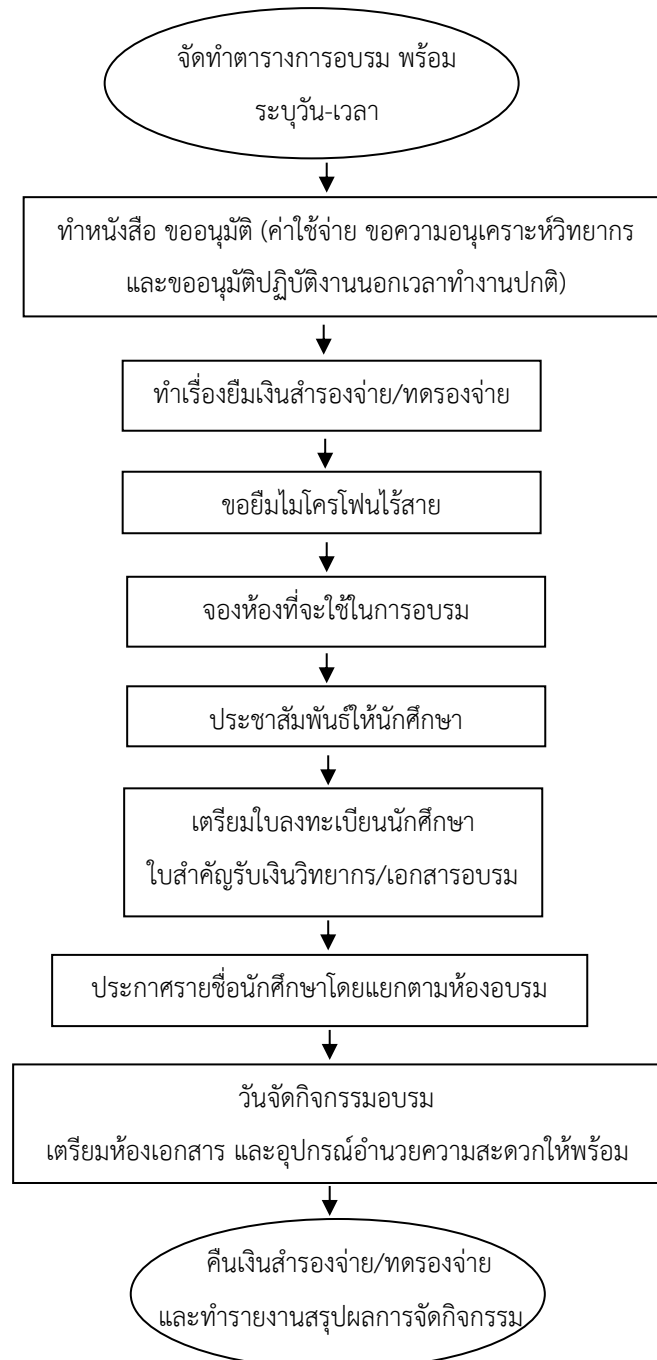 จัดทำตารางการอบรม พร้อม
ระบุวัน-เวลา
ทำหนังสือ ขออนุมัติ (ค่าใช้จ่าย ขอความอนุเคราะห์วิทยากร
และขออนุมัติปฏิบัติงานนอกเวลาทำงานปกติ)
ทำเรื่องยืมเงินสำรองจ่าย/ทดรองจ่าย
ขอยืมไมโครโฟนไร้สาย
จองห้องที่จะใช้ในการอบรม
ประชาสัมพันธ์ให้นักศึกษา
เตรียมใบลงทะเบียนนักศึกษา
ใบสำคัญรับเงินวิทยากร/เอกสารอบรม
ประกาศรายชื่อนักศึกษาโดยแยกตามห้องอบรม
วันจัดกิจกรรมอบรม
เตรียมห้องเอกสาร และอุปกรณ์อำนวยความสะดวกให้พร้อม
คืนเงินสำรองจ่าย/ทดรองจ่าย
และทำรายงานสรุปผลการจัดกิจกรรม